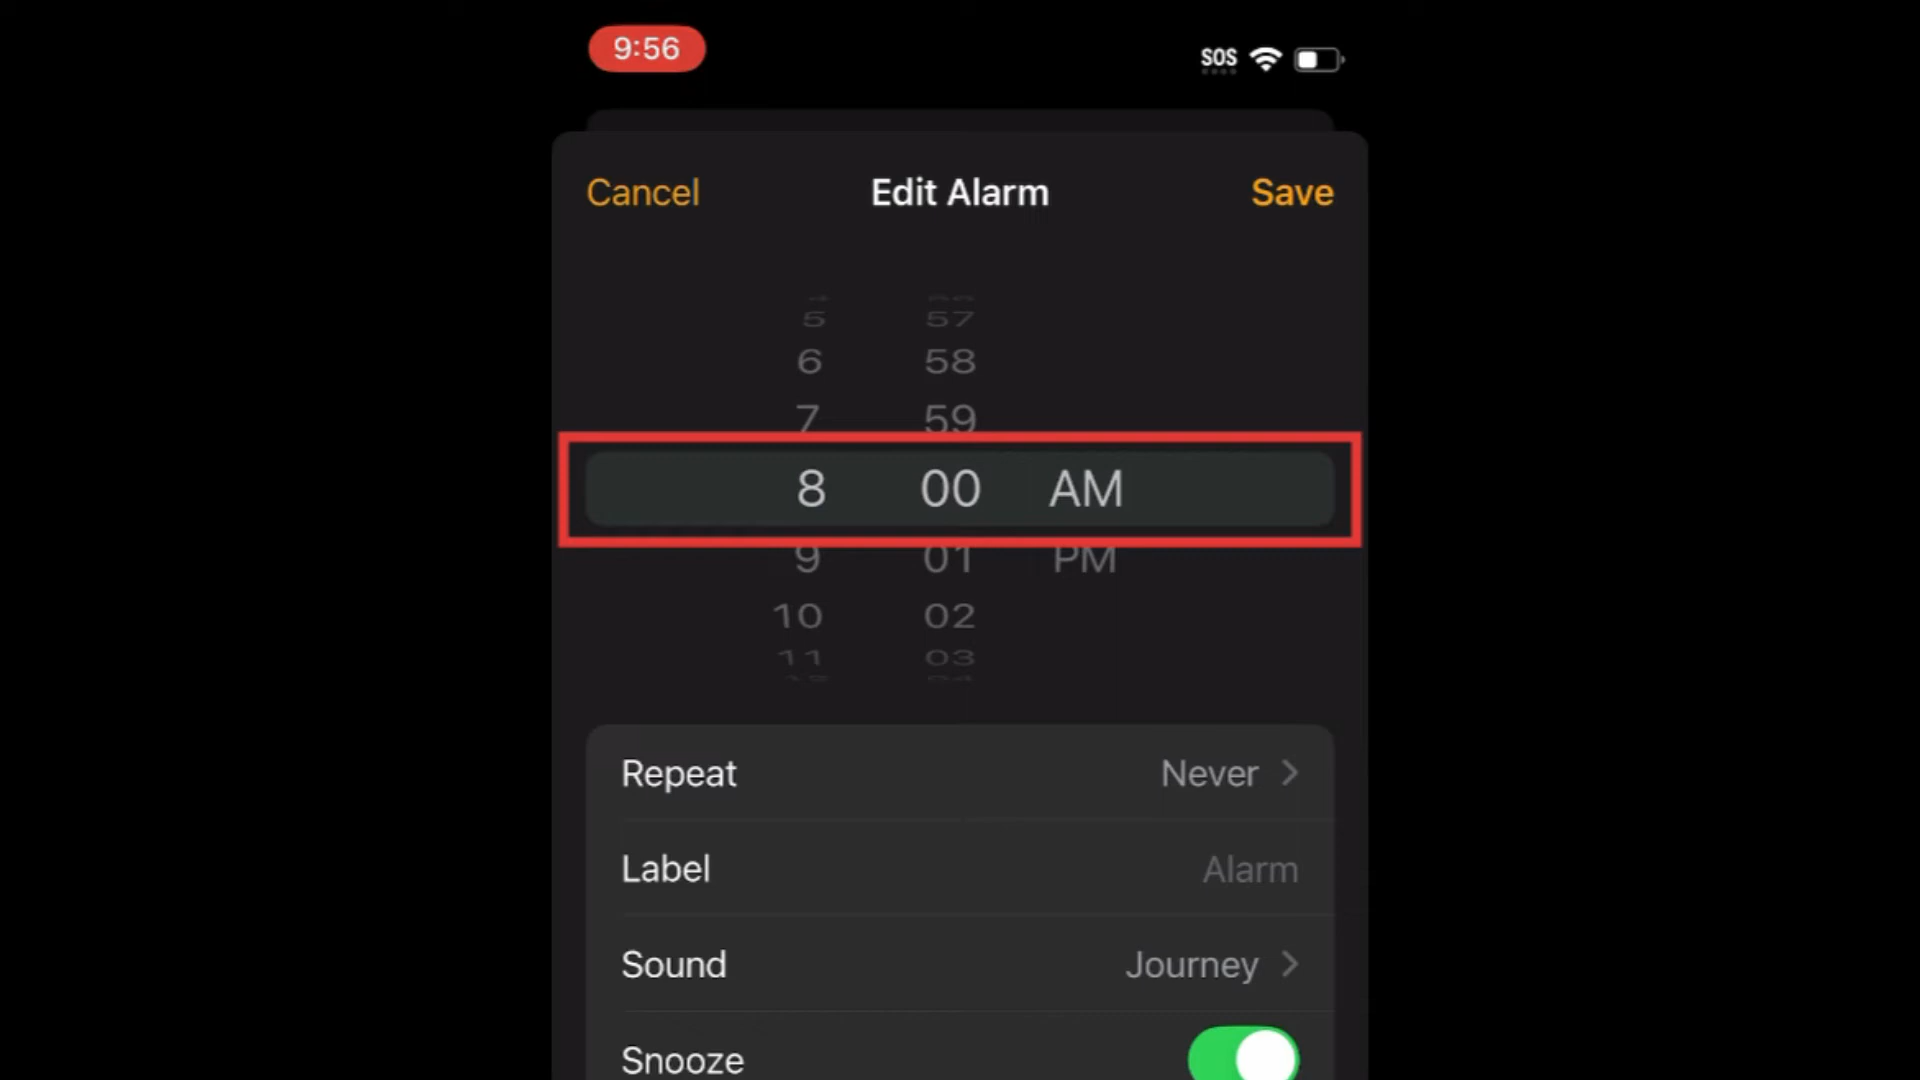 9:56 SOS
Cancel Edit Alarm Save
5 57
6 58
7 59
8 00 AM
9 01 PM
10 02
11 03
Repeat Never
Label Alarm
Sound Journey
Snooze